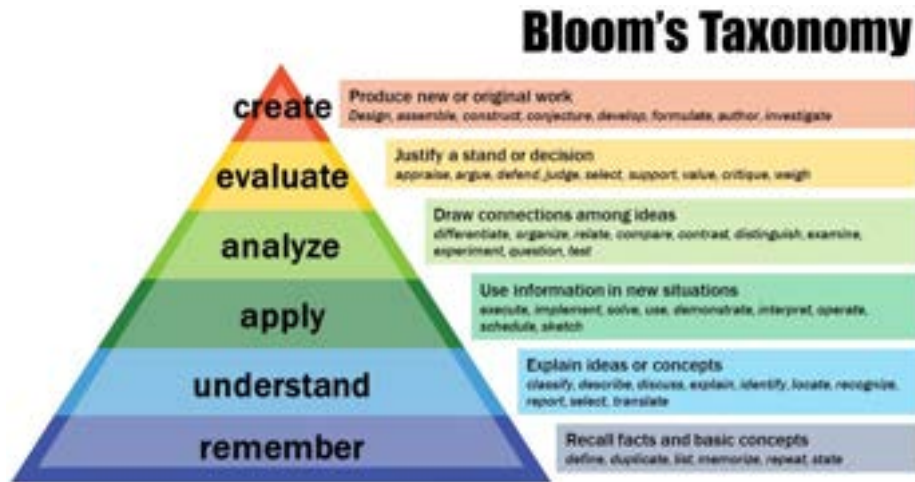 Bloom's Taxonomy
create
Produce new or original work
Design, assemble, construct, conjecture, develop, formulate, author, investigate
evaluate
Justify a stand or decision
appraise, argue, defend, judge, select, support, value, critique, weigh
analyze
Draw connections among ideas
differentiate, organize, relate, compare, contrast, distinguish, examine,
experiment, question, test
apply
Use information in new situations
execute, implement, solve, use, demonstrate, interpret, operate,
schedule, sketch
understand
Explain ideas or concepts
classify, describe, discuss, explain, identify, locate, recognize,
report, select, translate
remember
Recall facts and basic concepts
define, duplicate, list, memorize, repeat, state